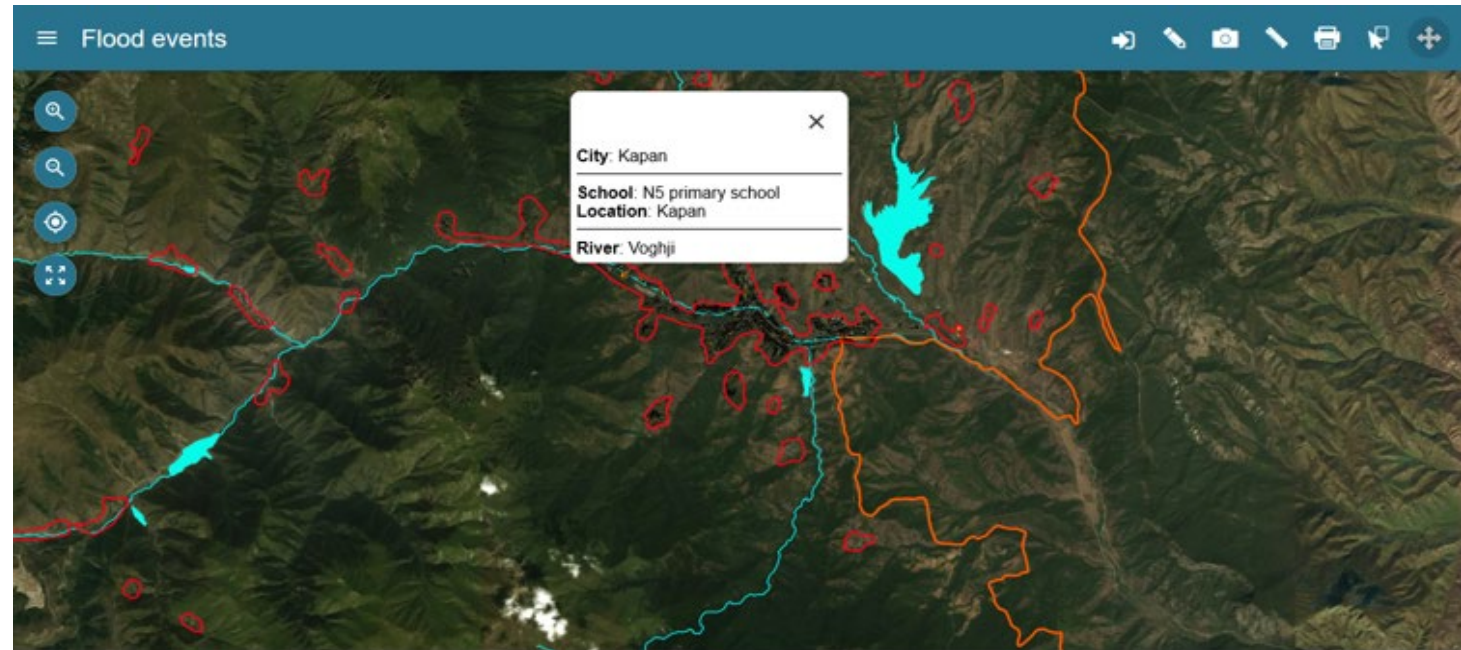 Flood events
City: Kapan
School: N5 primary school
Location: Kapan
River: Voghji